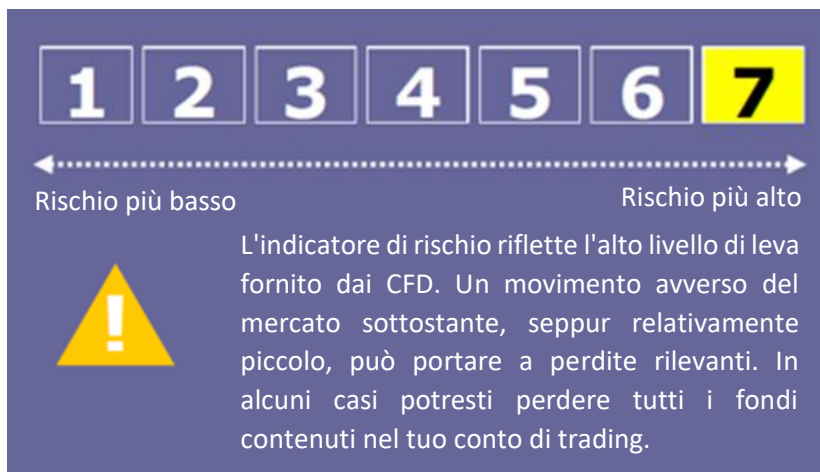 1 2 3 4 5 6 7
Rischio più basso Rischio più alto
L'indicatore di rischio riflette l'alto livello di leva
fornito dai CFD. Un movimento avverso del
mercato sottostante, seppur relativamente
piccolo, può portare a perdite rilevanti. In
alcuni casi potresti perdere tutti i fondi
contenuti nel tuo conto di trading.